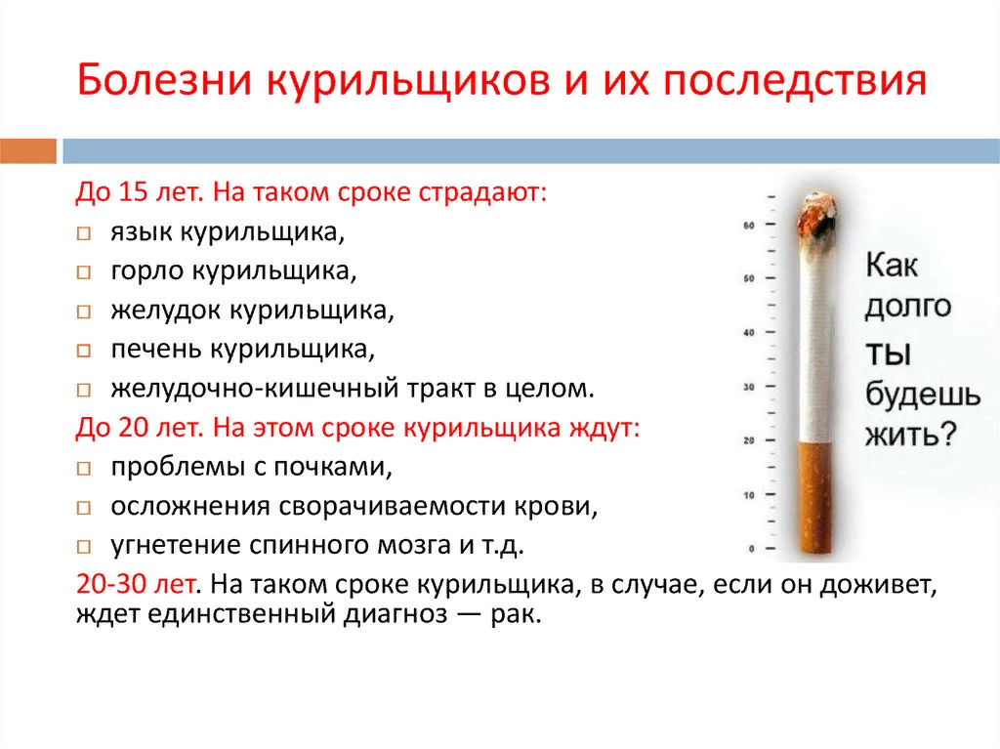 Болезни курильщиков и их последствия
До 15 лет. На таком сроке страдают:
язык курильщика,
горло курильщика,
желудок курильщика,
печень курильщика,
желудочно-кишечный тракт в целом.
До 20 лет. На этом сроке курильщика ждут:
проблемы с почками,
осложнения сворачиваемости крови,
угнетение спинного мозга и т.д.
20-30 лет. На таком сроке курильщика, в случае, если он доживет,
ждет единственный диагноз — рак.
60
50
40
30
20
10
0
Как
долго
ты
будешь
жить?